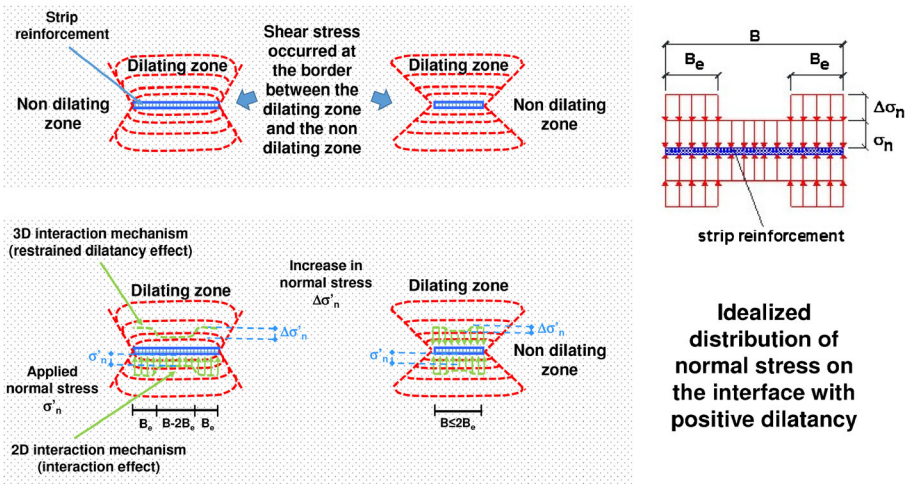 Strip
reinforcement
Dilating zone
Non dilating
zone
Shear stress
occurred at
the border
between the
dilating zone
and the non
dilating zone
Dilating zone
Non dilating
zone
B
Be
Be
Δσn
σn
strip reinforcement
3D interaction mechanism
(restrained dilatancy effect)
Dilating zone
Increase in
normal stress
Δσ'n
Dilating zone
Δσ'n
Δσ'n
σ'n
σ'n
Non dilating
zone
Applied
normal stress
σ'n
Be
B-2Be
Be
B≤2Be
2D interaction mechanism
(interaction effect)
Idealized
distribution of
normal stress on
the interface with
positive dilatancy